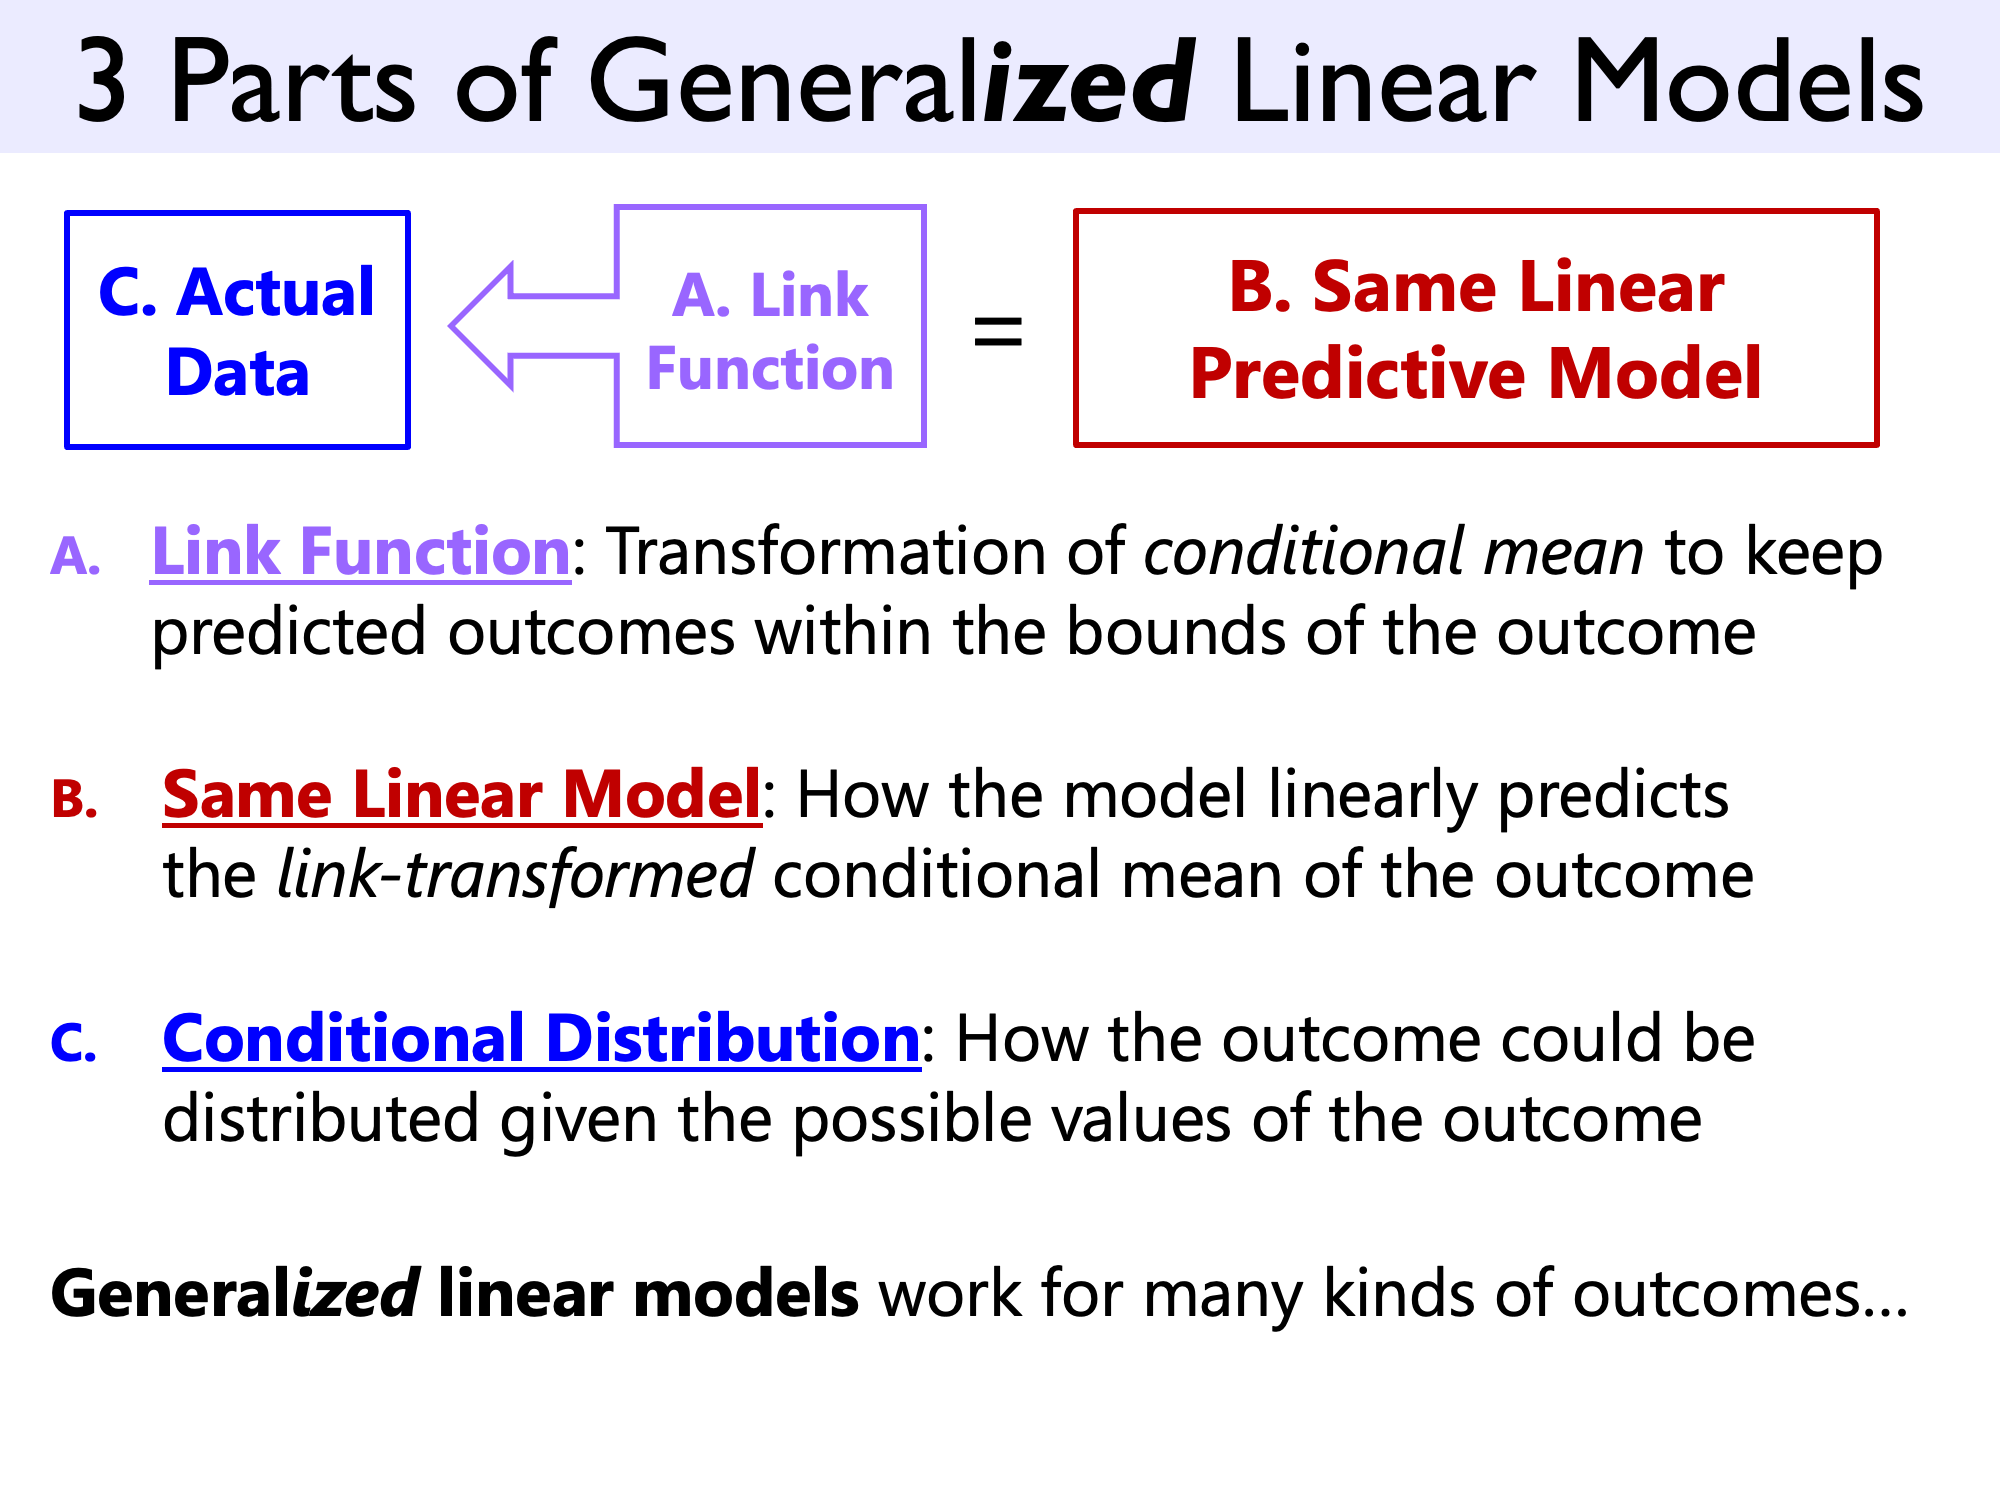 3 Parts of Generalized Linear Models
C. Actual
Data
A. Link
Function
=
B. Same Linear
Predictive Model
A. Link Function: Transformation of conditional mean to keep
predicted outcomes within the bounds of the outcome
B. Same Linear Model: How the model linearly predicts
the link-transformed conditional mean of the outcome
C. Conditional Distribution: How the outcome could be
distributed given the possible values of the outcome
Generalized linear models work for many kinds of outcomes…